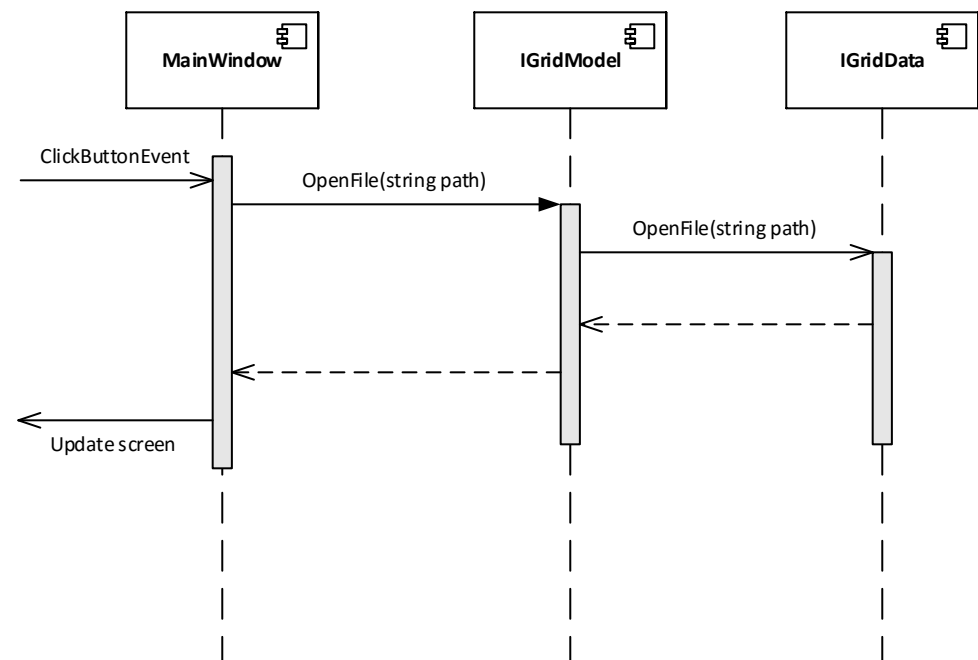 MainWindow
IGridModel
IGridData
ClickButtonEvent
OpenFile(string path)
OpenFile(string path)
Update screen